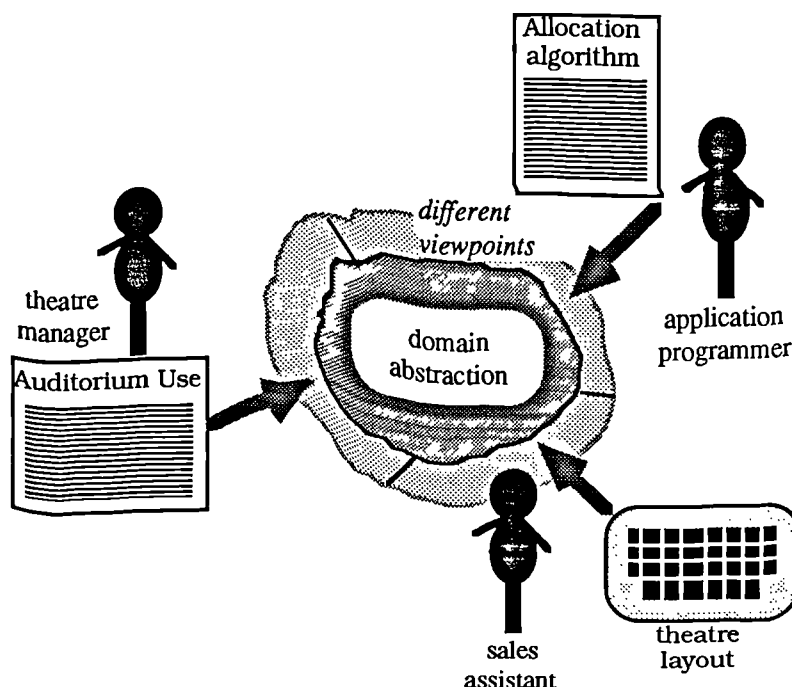 Allocation
algorithm
different
viewpoints
theatre
manager
application
programmer
domain
abstraction
Auditorium Use
sales
assistant
theatre
layout